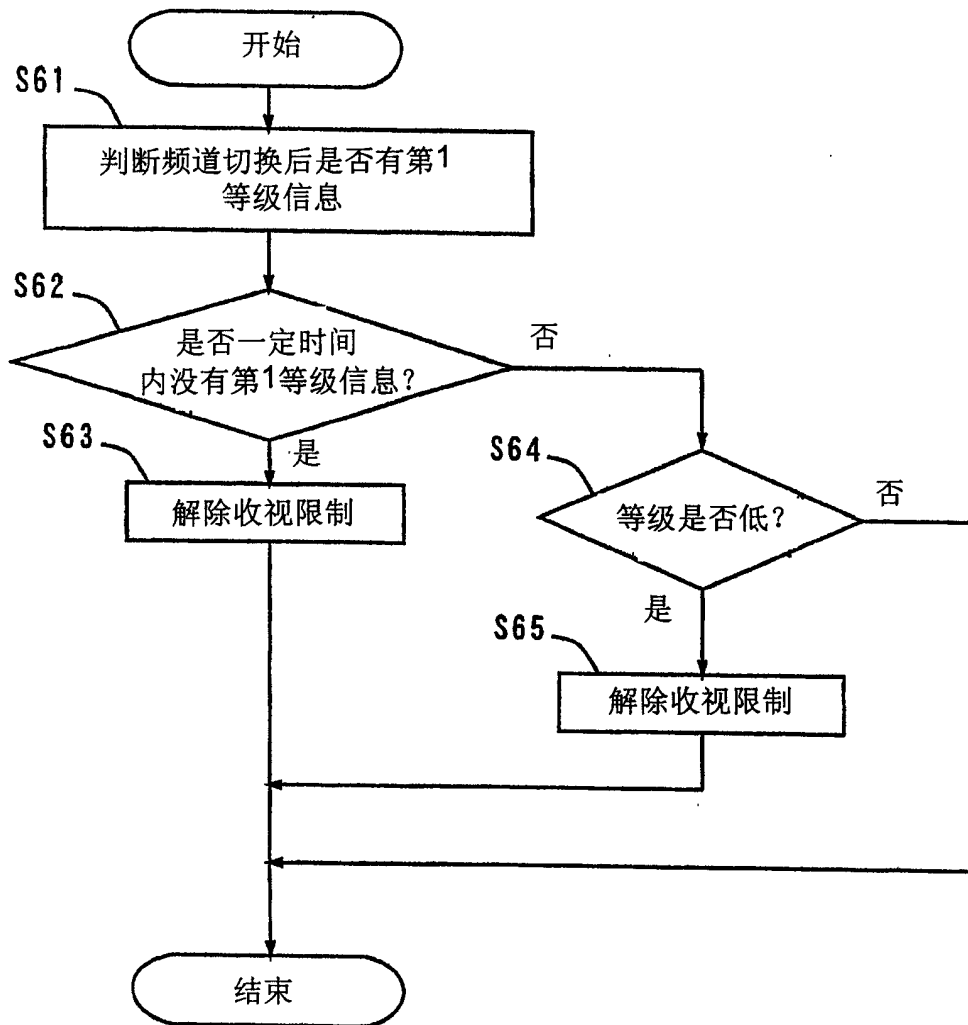 开始
S61
判断频道切换后是否有第1
等级信息
S62
是否一定时间
内没有第1等级信息?
否
S63
是
解除收视限制
S64
等级是否低?
否
是
S65
解除收视限制
结束